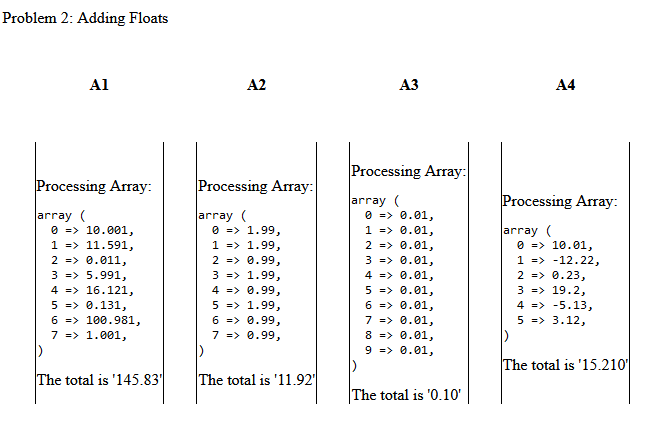 Problem 2: Adding Floats
A1
A2
A3
A4
Processing Array:
array (
0 => 10.001,
1 => 11.591,
2 => 0.011,
3 => 5.991,
4 => 16.121,
5 => 0.131,
6 => 100.981,
7 => 1.001,
)
The total is '145.83'
Processing Array:
array (
0 => 1.99,
1 => 1.99,
2 => 0.99,
3 => 1.99,
4 => 0.99,
5 => 1.99,
6 => 0.99,
7 => 0.99,
)
The total is '11.92'
Processing Array:
array (
0 => 0.01,
1 => 0.01,
2 => 0.01,
3 => 0.01,
4 => 0.01,
5 => 0.01,
6 => 0.01,
7 => 0.01,
8 => 0.01,
9 => 0.01,
)
The total is '0.10'
Processing Array:
array (
0 => 10.01,
1 => -12.22,
2 => 0.23,
3 => 19.2,
4 => -5.13,
5 => 3.12,
)
The total is '15.210'